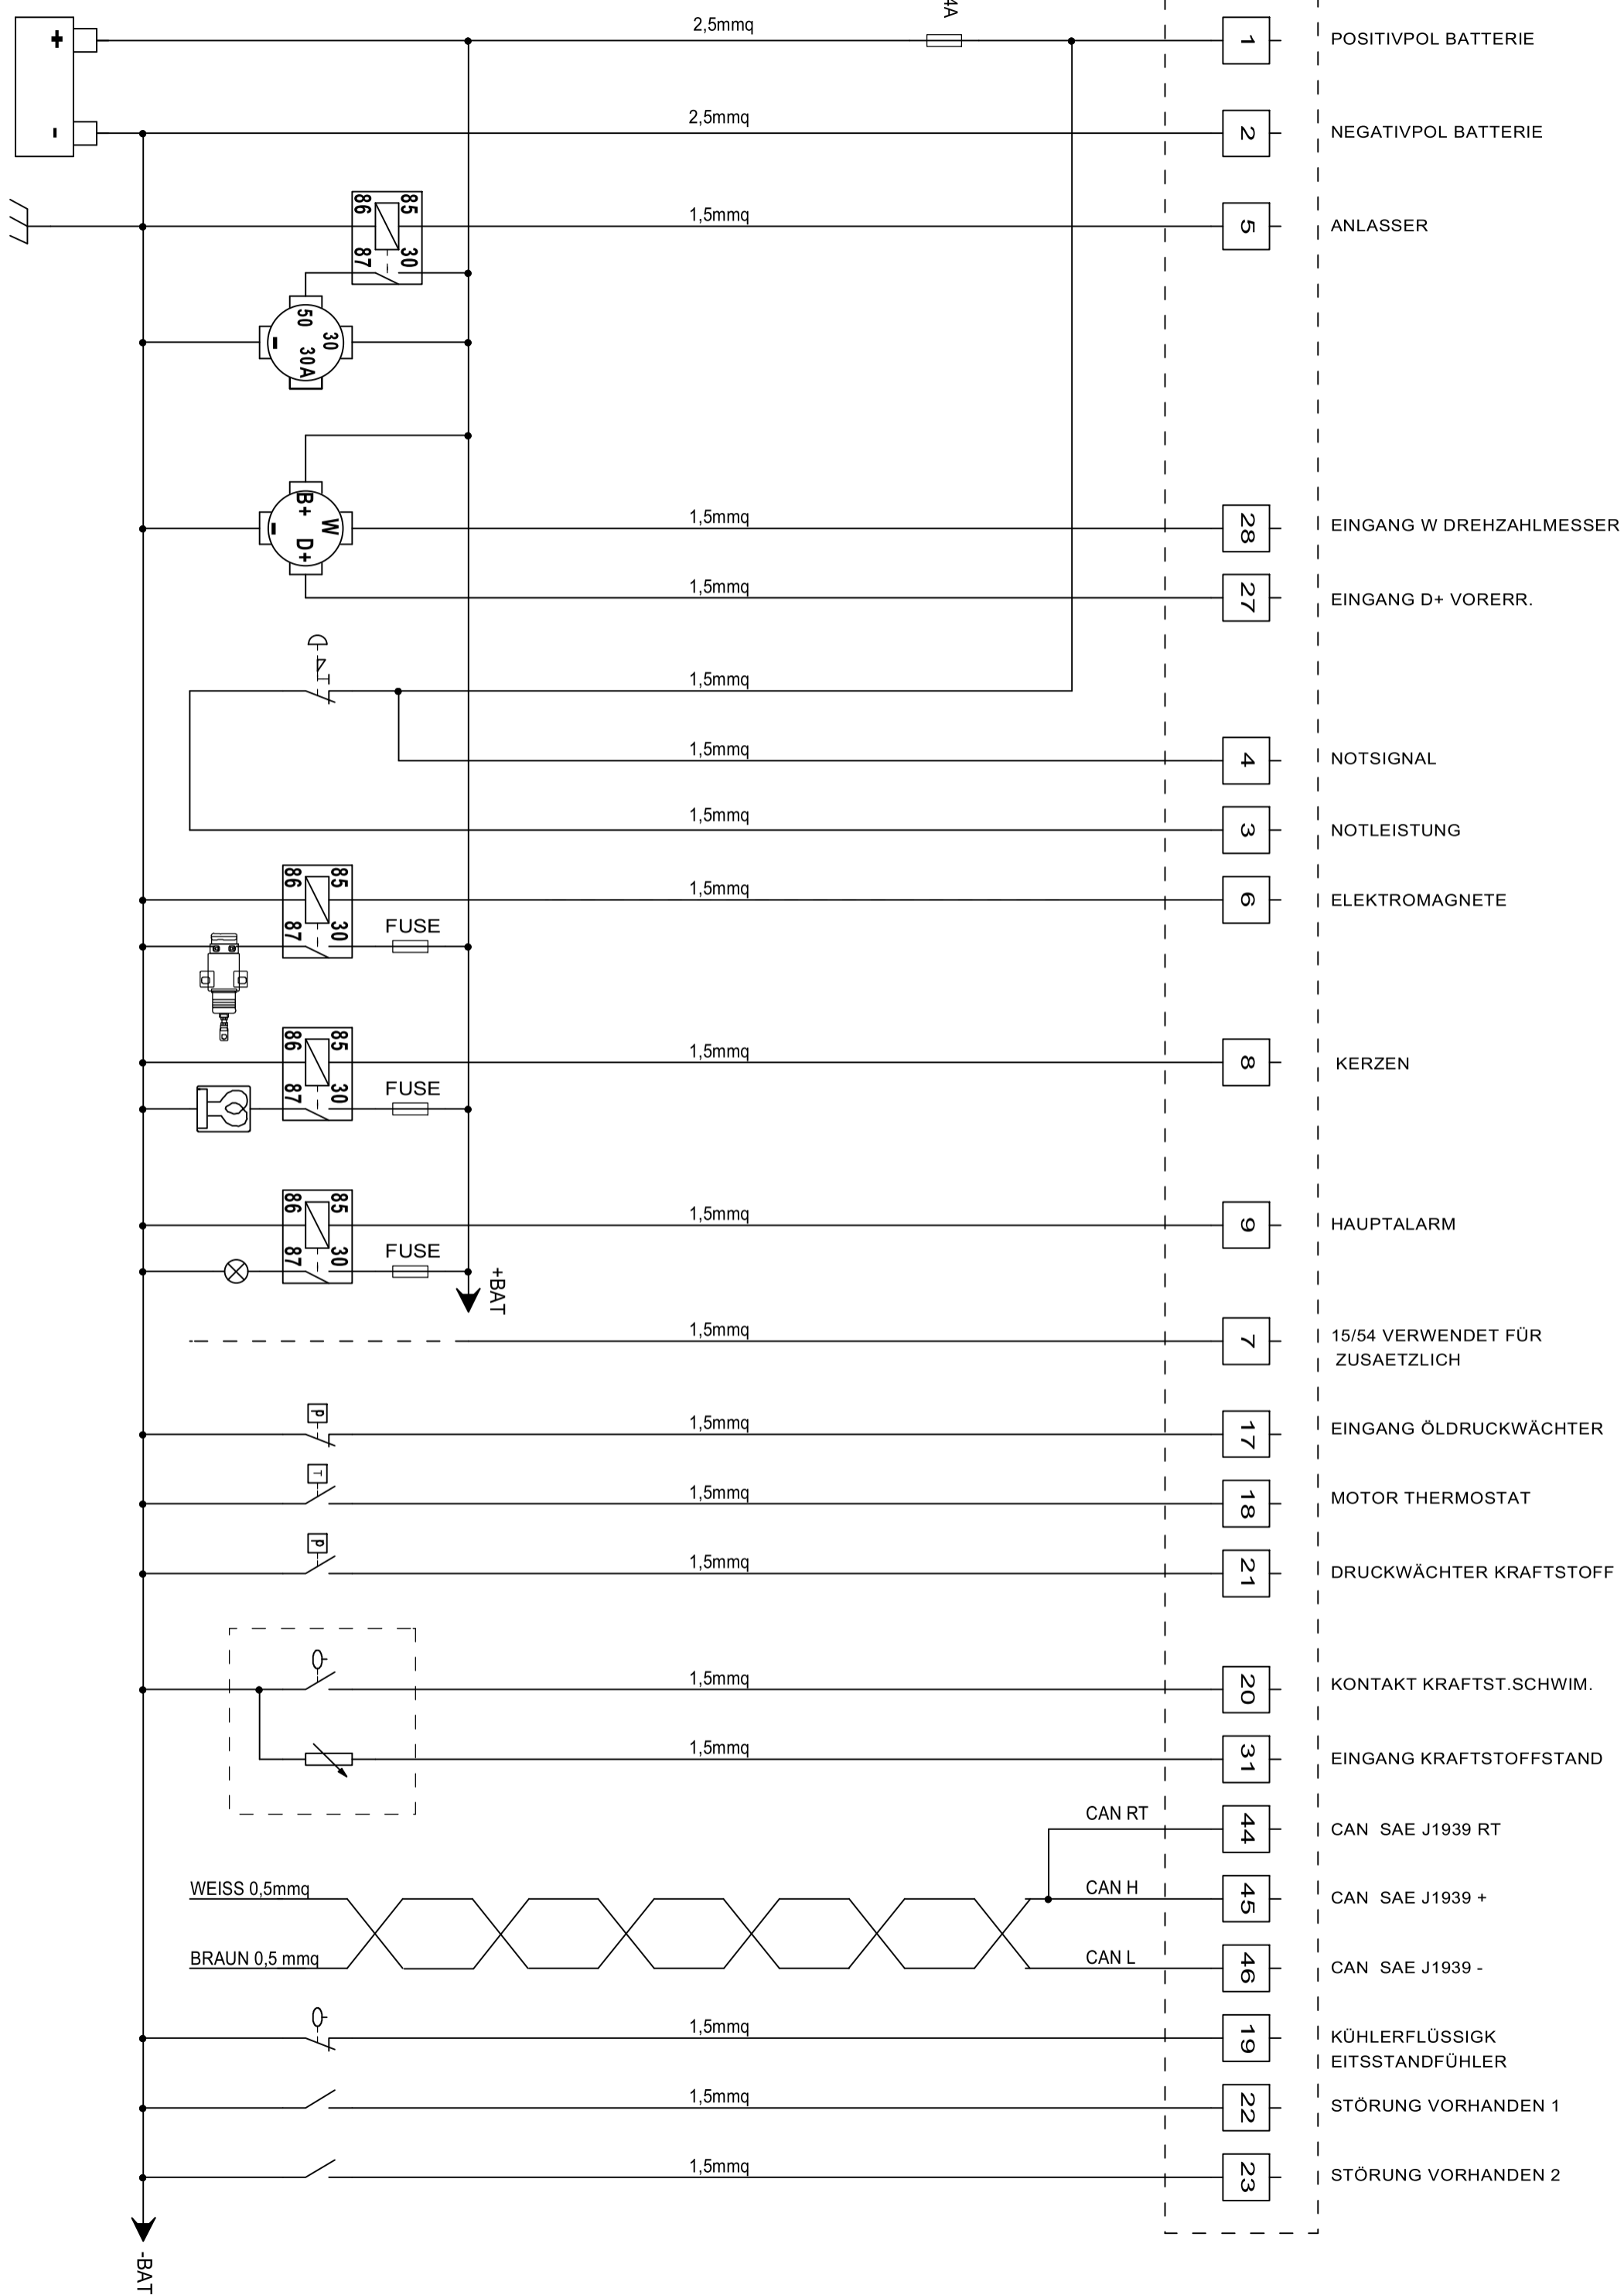 4A
+
2,5mmq
1
POSITIVPOL BATTERIE
-
2,5mmq
2
NEGATIVPOL BATTERIE
86 85
87 30
1,5mmq
5
ANLASSER
50 30
- 30A
B+ W
- D+
1,5mmq
28
EINGANG W DREHZAHLMESSER
1,5mmq
27
EINGANG D+ VORERR.
1,5mmq
1,5mmq
4
NOTSIGNAL
1,5mmq
3
NOTLEISTUNG
86 85
87 30
1,5mmq
6
ELEKTROMAGNETE
FUSE
86 85
87 30
1,5mmq
8
KERZEN
FUSE
86 85
87 30
1,5mmq
9
HAUPTALARM
FUSE
+BAT
1,5mmq
7
15/54 VERWENDET FÜR
ZUSAETZLICH
P
1,5mmq
17
EINGANG ÖLDRUCKWÄCHTER
T
1,5mmq
18
MOTOR THERMOSTAT
P
1,5mmq
21
DRUCKWÄCHTER KRAFTSTOFF
1,5mmq
20
KONTAKT KRAFTST.SCHWIM.
1,5mmq
31
EINGANG KRAFTSTOFFSTAND
CAN RT
44
CAN SAE J1939 RT
WEISS 0,5mmq
CAN H
45
CAN SAE J1939 +
BRAUN 0,5 mmq
CAN L
46
CAN SAE J1939 -
1,5mmq
19
KÜHLERFLÜSSIGK
EITSSTANDFÜHLER
1,5mmq
22
STÖRUNG VORHANDEN 1
1,5mmq
23
STÖRUNG VORHANDEN 2
-BAT